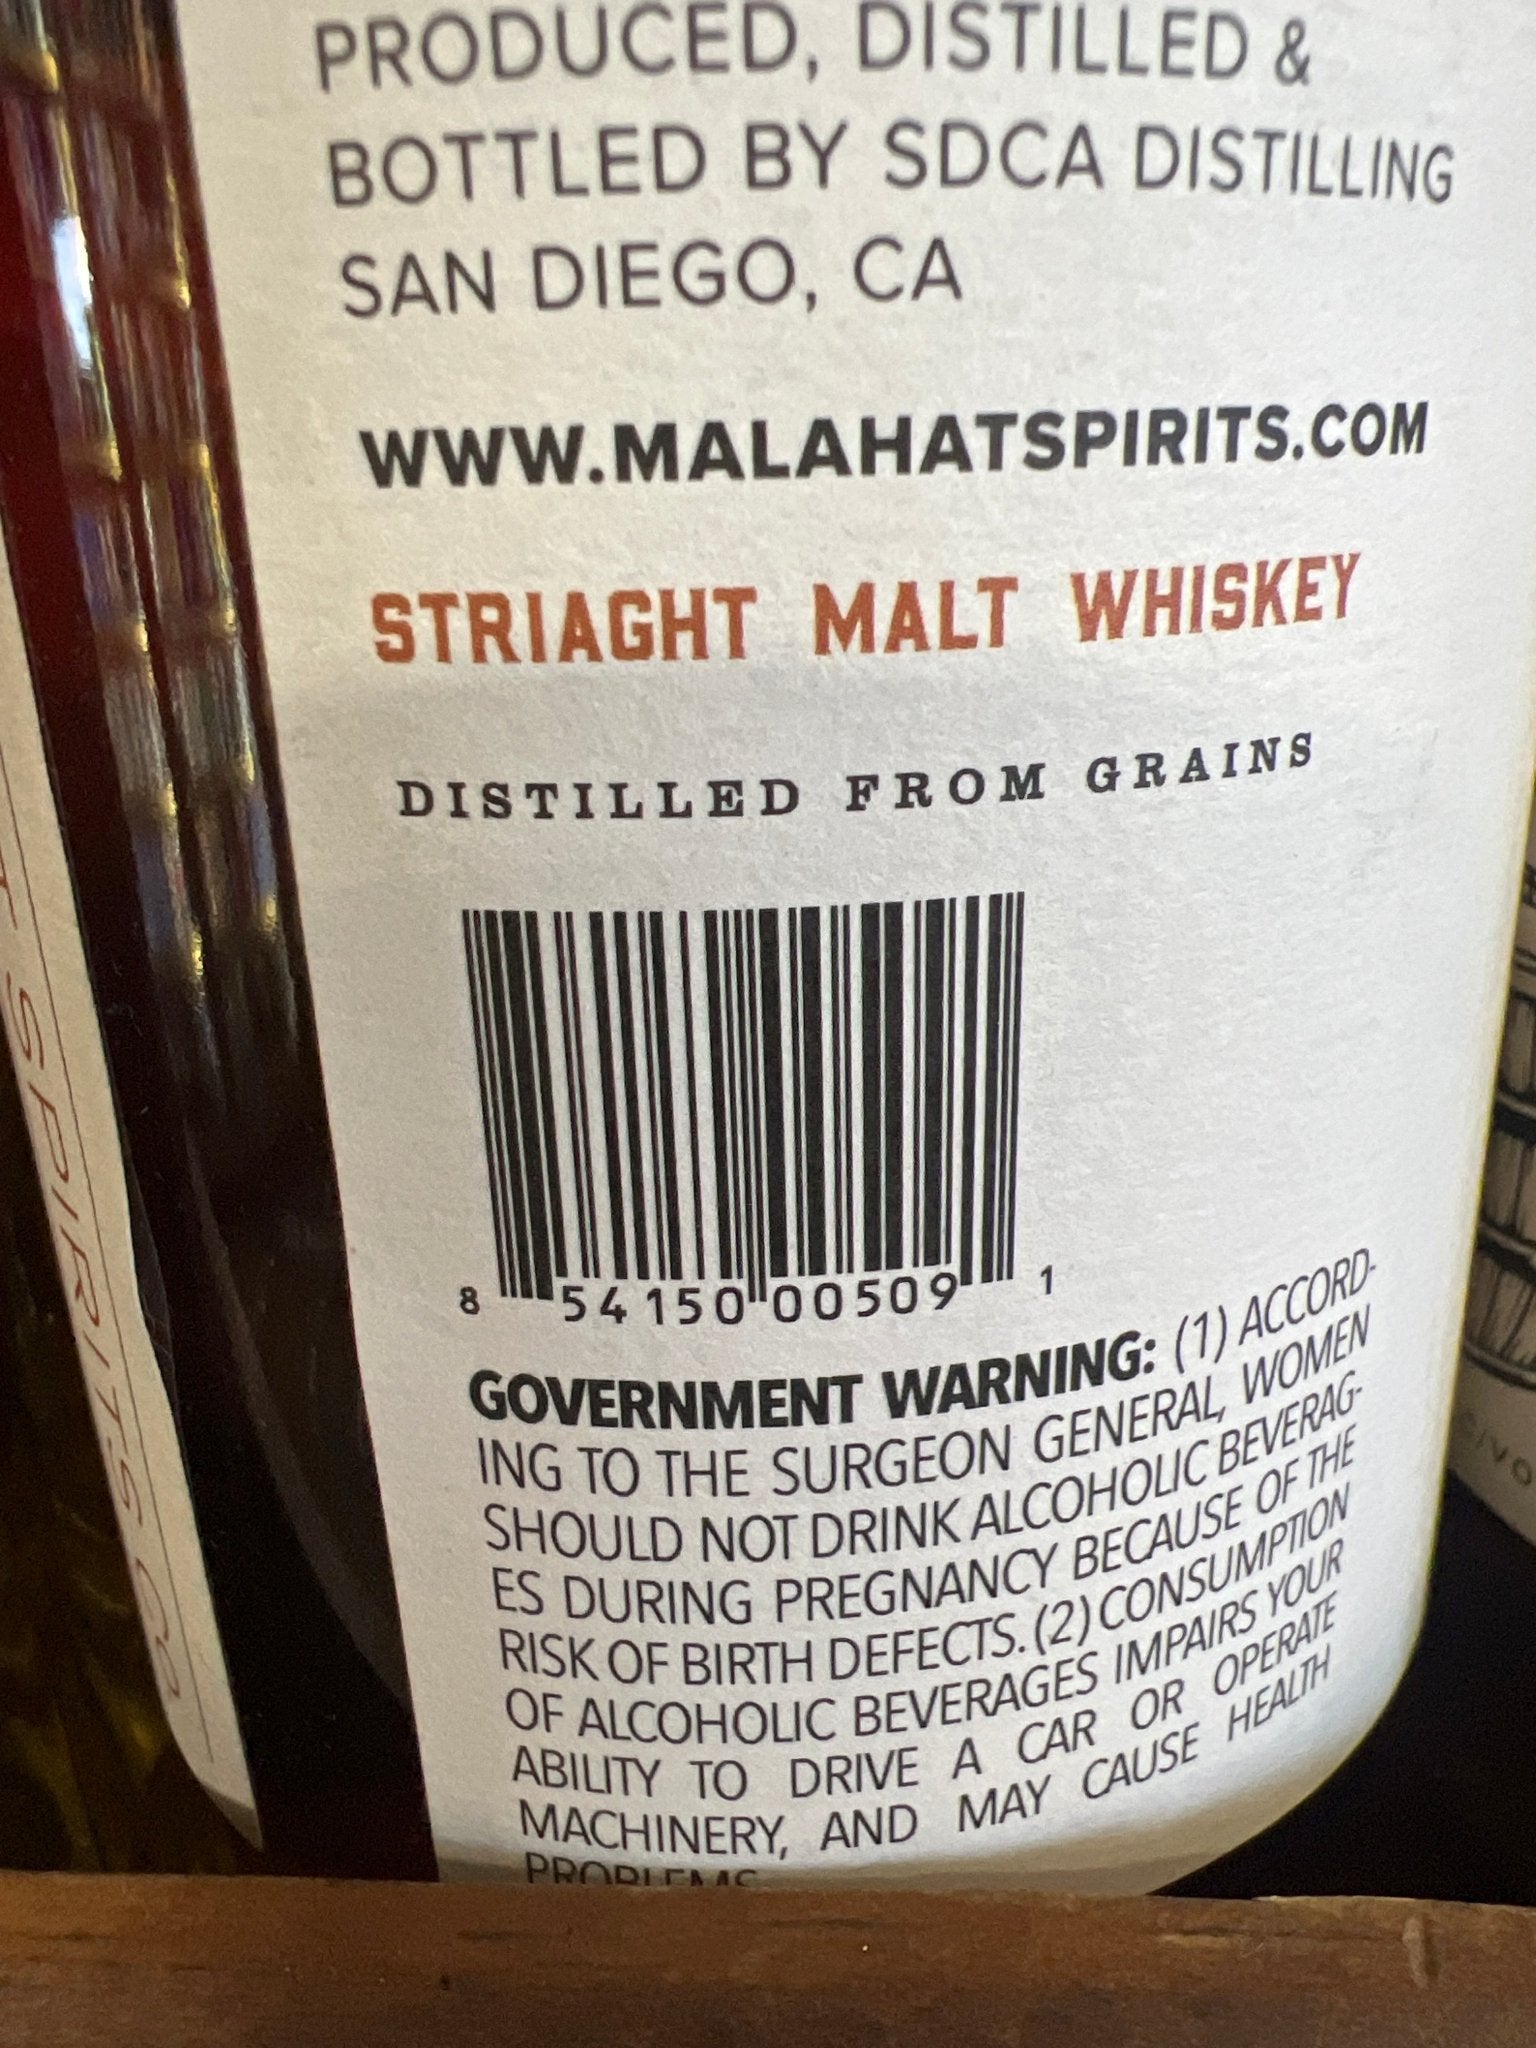 PRODUCED, DISTILLED &
BOTTLED BY SDCA DISTILLING
SAN DIEGO, CA
WWW.MALAHATSPIRITS.COM
STRIAGHT MALT WHISKEY
DISTILLED FROM GRAINS
8 54150 00509 1
GOVERNMENT WARNING: (1) ACCORD-
ING TO THE SURGEON GENERAL, WOMEN
SHOULD NOT DRINK ALCOHOLIC BEVERAG-
ES DURING PREGNANCY BECAUSE OF THE
RISK OF BIRTH DEFECTS. (2) CONSUMPTION
OF ALCOHOLIC BEVERAGES IMPAIRS YOUR
ABILITY TO DRIVE A CAR OR OPERATE
MACHINERY, AND MAY CAUSE HEALTH
PROBLEMS
T SPIRITS CO